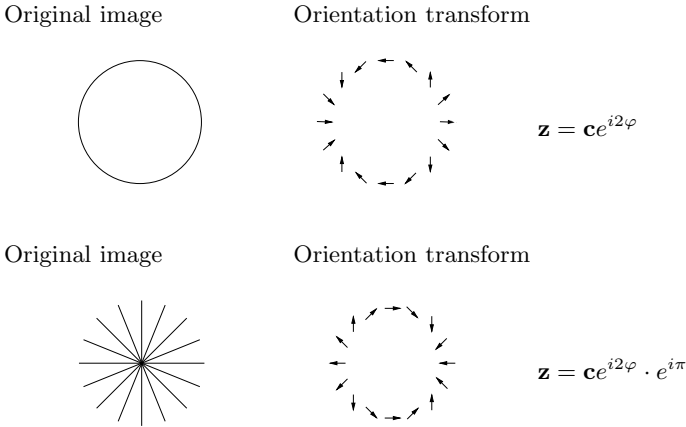 Original image Orientation transform
z = ce^{i2φ}
Original image Orientation transform
z = ce^{i2φ} · e^{iπ}